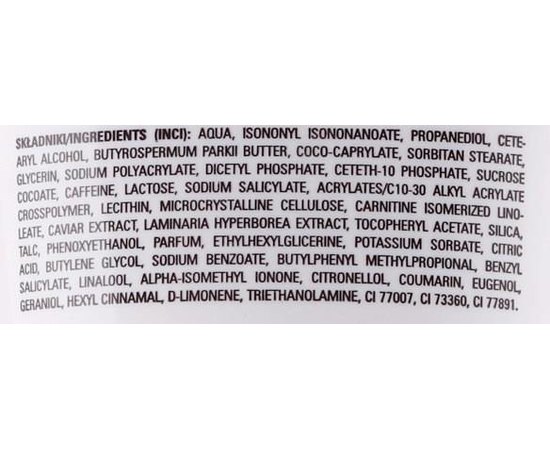 SKŁADNIKI/INGREDIENTS (INCI): AQUA, ISONONYL ISONONANOATE, PROPANEDIOL, CETE-
ARYL ALCOHOL, BUTYROSPERMUM PARKII BUTTER, COCO-CAPRYLATE, SORBITAN STEARATE,
GLYCERIN, SODIUM POLYACRYLATE, DICETYL PHOSPHATE, CETETH-10 PHOSPHATE, SUCROSE
COCOATE, CAFFEINE, LACTOSE, SODIUM SALICYLATE, ACRYLATES/C10-30 ALKYL ACRYLATE
CROSSPOLYMER, LECITHIN, MICROCRYSTALLINE CELLULOSE, CARNITINE ISOMERIZED LINO-
LEATE, CAVIAR EXTRACT, LAMINARIA HYPERBOREA EXTRACT, TOCOPHERYL ACETATE, SILICA,
TALC, PHENOXYETHANOL, PARFUM, ETHYLHEXYLGLICERINE, POTASSIUM SORBATE, CITRIC
ACID, BUTYLENE GLYCOL, SODIUM BENZOATE, BUTYLPHENYL METHYLPROPIONAL, BENZYL
SALICYLATE, LINALOOL, ALPHA-ISOMETHYL IONONE, CITRONELLOL, COUMARIN, EUGENOL,
GERANIOL, HEXYL CINNAMAL, D-LIMONENE, TRIETHANOLAMINE, CI 77007, CI 73360, CI 77891.